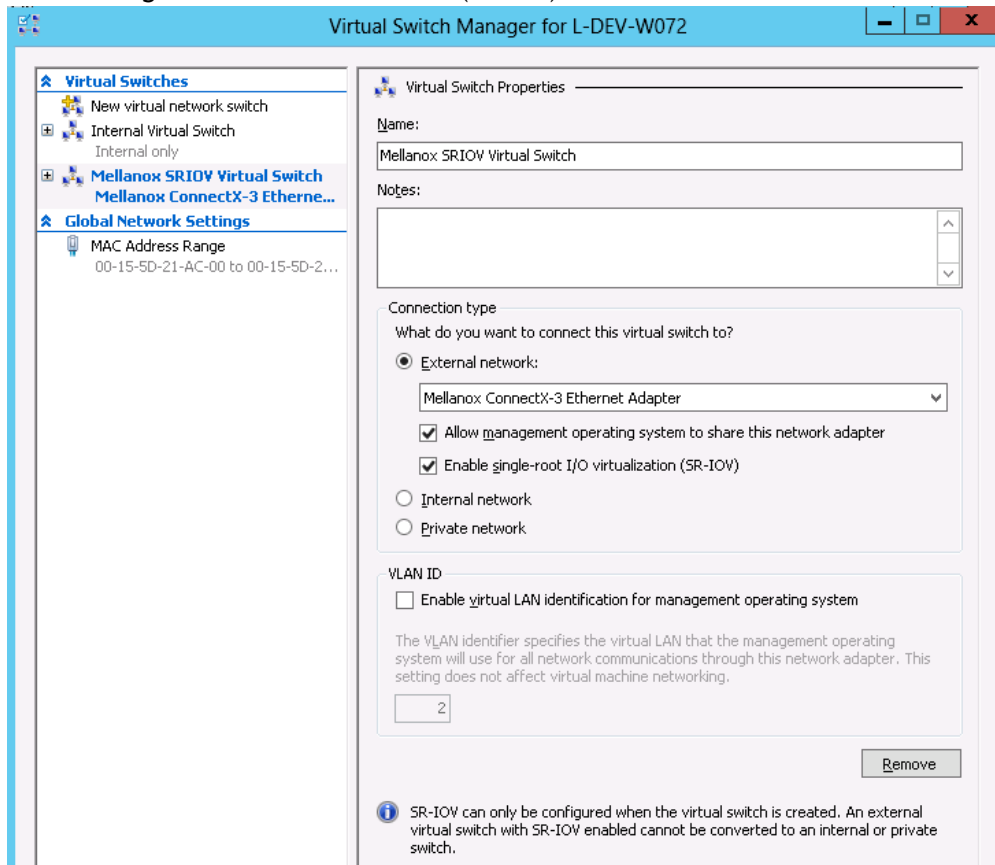 Virtual Switch Manager for L-DEV-W072
Virtual Switches
New virtual network switch
Internal Virtual Switch
Internal only
Mellanox SRIOV Virtual Switch
Mellanox ConnectX-3 Etherne...
Global Network Settings
MAC Address Range
00-15-5D-21-AC-00 to 00-15-5D-2...
Virtual Switch Properties
Name:
Mellanox SRIOV Virtual Switch
Notes:
Connection type
What do you want to connect this virtual switch to?
External network:
Mellanox ConnectX-3 Ethernet Adapter
Allow management operating system to share this network adapter
Enable single-root I/O virtualization (SR-IOV)
Internal network
Private network
VLAN ID
Enable virtual LAN identification for management operating system
The VLAN identifier specifies the virtual LAN that the management operating
system will use for all network communications through this network adapter. This
setting does not affect virtual machine networking.
2
Remove
SR-IOV can only be configured when the virtual switch is created. An external
virtual switch with SR-IOV enabled cannot be converted to an internal or private
switch.